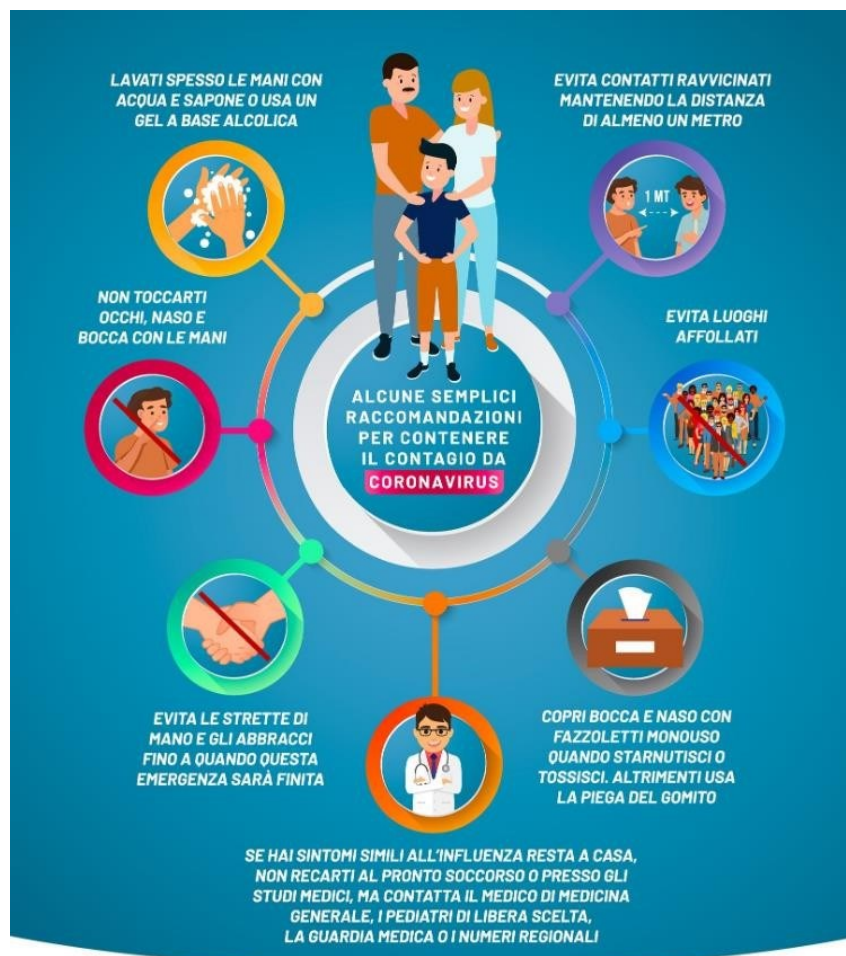 LAVATI SPESSO LE MANI CON
ACQUA E SAPONE O USA UN
GEL A BASE ALCOLICA
EVITA CONTATTI RAVVICINATI
MANTENENDO LA DISTANZA
DI ALMENO UN METRO
1 MT
NON TOCCARTI
OCCHI, NASO E
BOCCA CON LE MANI
EVITA LUOGHI
AFFOLLATI
ALCUNE SEMPLICI
RACCOMANDAZIONI
PER CONTENERE
IL CONTAGIO DA
CORONAVIRUS
EVITA LE STRETTE DI
MANO E GLI ABBRACCI
FINO A QUANDO QUESTA
EMERGENZA SARÀ FINITA
COPRI BOCCA E NASO CON
FAZZOLETTI MONOUSO
QUANDO STARNUTISCI O
TOSSISCI. ALTRIMENTI USA
LA PIEGA DEL GOMITO
SE HAI SINTOMI SIMILI ALL'INFLUENZA RESTA A CASA,
NON RECARTI AL PRONTO SOCCORSO O PRESSO GLI
STUDI MEDICI, MA CONTATTA IL MEDICO DI MEDICINA
GENERALE, I PEDIATRI DI LIBERA SCELTA,
LA GUARDIA MEDICA O I NUMERI REGIONALI